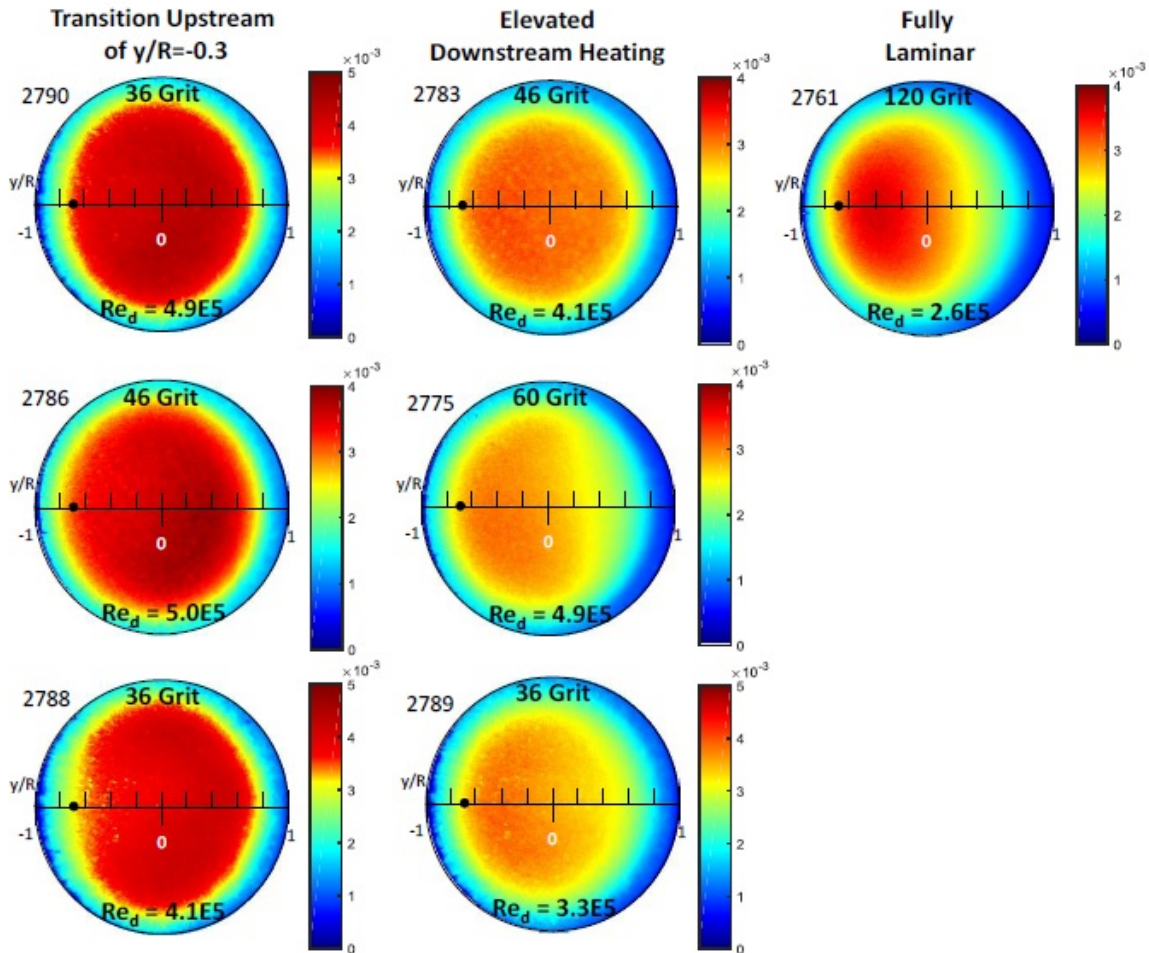 Transition Upstream
of y/R=-0.3
Elevated
Downstream Heating
Fully
Laminar
2790
36 Grit
y/R
-1
0
1
Re_d = 4.9E5
×10⁻³
5
4
3
2
1
0
2783
46 Grit
y/R
-1
0
1
Re_d = 4.1E5
×10⁻³
4
3
2
1
0
2761
120 Grit
y/R
-1
0
1
Re_d = 2.6E5
×10⁻³
4
3
2
1
0
2786
46 Grit
y/R
-1
0
1
Re_d = 5.0E5
×10⁻³
4
3
2
1
0
2775
60 Grit
y/R
-1
0
1
Re_d = 4.9E5
×10⁻³
4
3
2
1
0
2788
36 Grit
y/R
-1
0
1
Re_d = 4.1E5
×10⁻³
5
4
3
2
1
0
2789
36 Grit
y/R
-1
0
1
Re_d = 3.3E5
×10⁻³
5
4
3
2
1
0